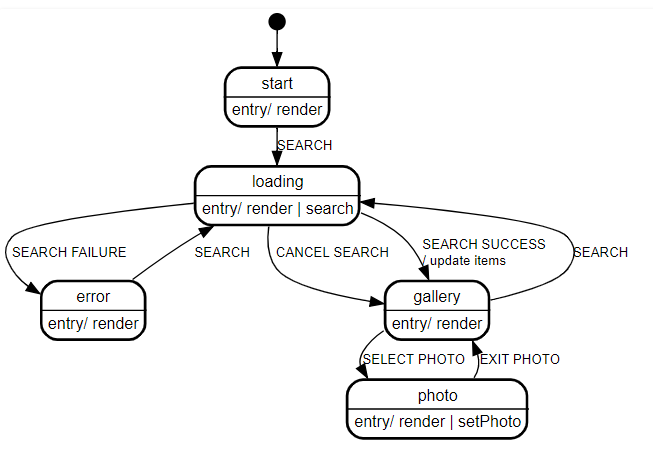 start
entry/ render
SEARCH
loading
entry/ render | search
SEARCH FAILURE
SEARCH
CANCEL SEARCH
SEARCH SUCCESS
/ update items
SEARCH
error
entry/ render
gallery
entry/ render
SELECT PHOTO
EXIT PHOTO
photo
entry/ render | setPhoto